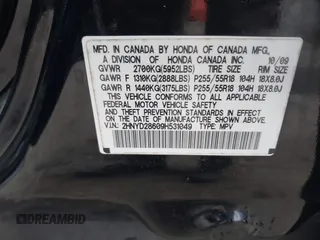 MFD. IN CANADA BY HONDA OF CANADA MFG.,
A DIVISION OF HONDA CANADA INC. 10/09
GVWR 2700KG(5952LBS) TIRE SIZE RIM SIZE
GAWR F 1310KG(2888LBS) P255/55R18 104H 18X8.0J
GAWR R 1440KG(3175LBS) P255/55R18 104H 18X8.0J
THIS VEHICLE CONFORMS TO ALL APPLICABLE
FEDERAL MOTOR VEHICLE SAFETY STANDARDS IN
EFFECT ON THE DATE OF MANUFACTURE SHOWN ABOVE.
V.I.N.: 2HNYD28609H531049 TYPE: MPV
DREAMBID